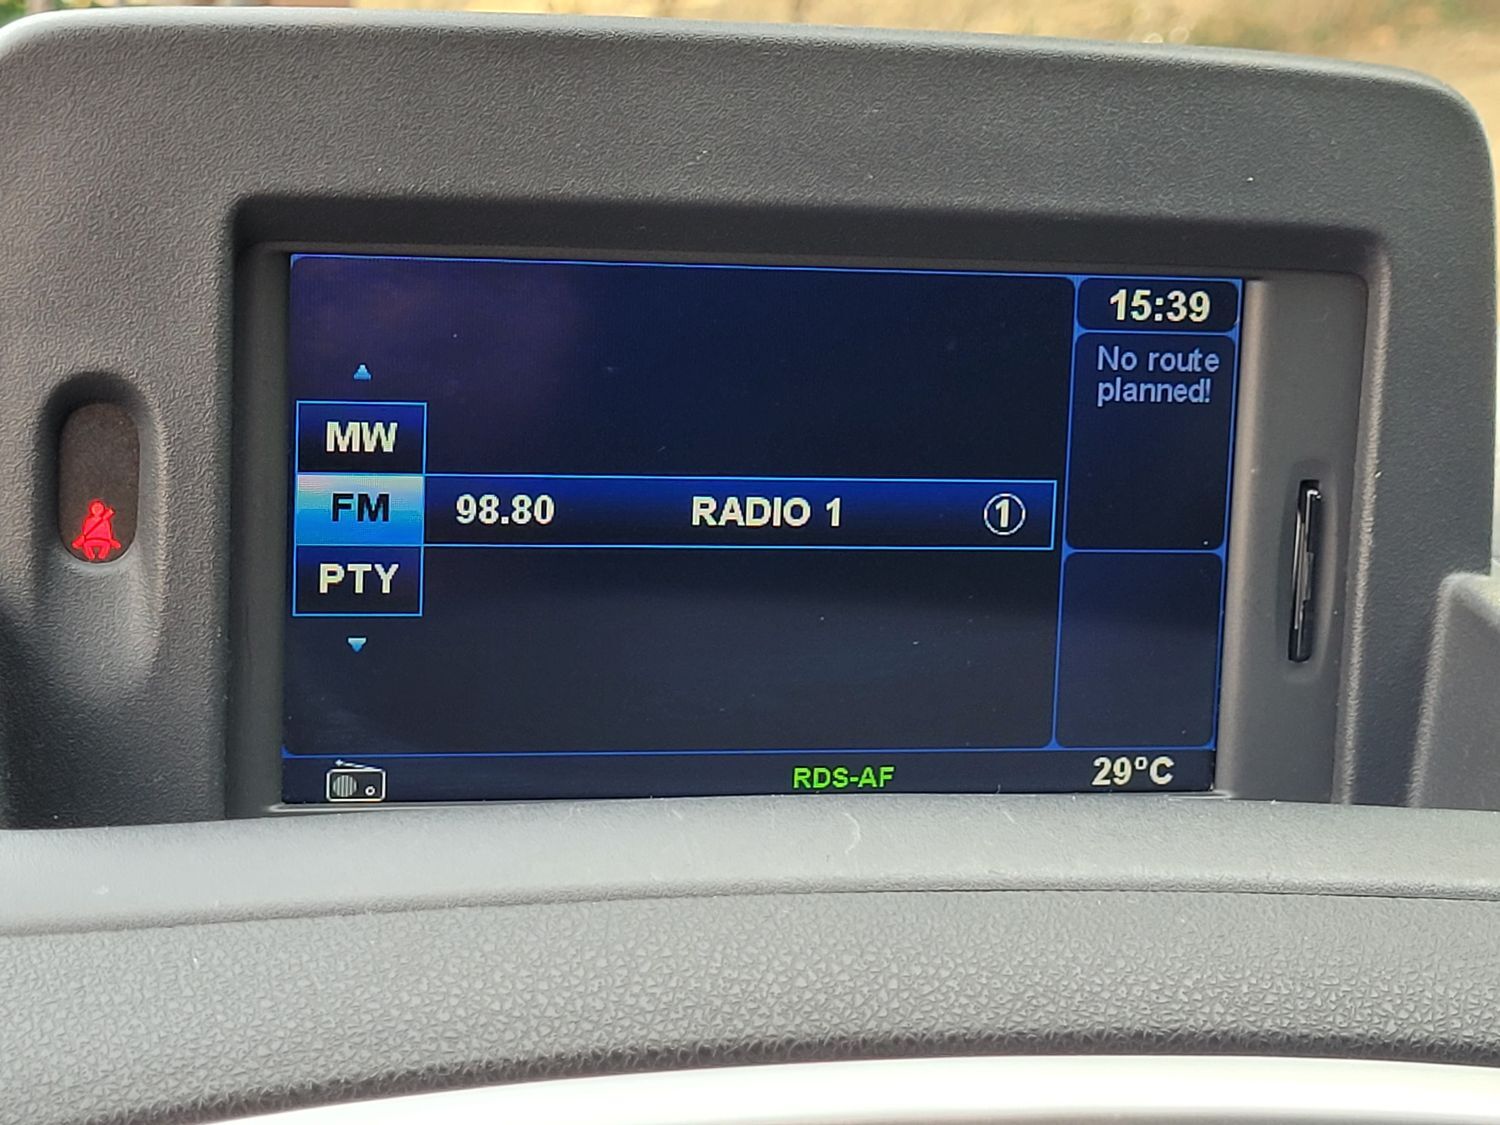 15:39
No route
planned!
MW
FM 98.80 RADIO 1 1
PTY
RDS-AF 29°C